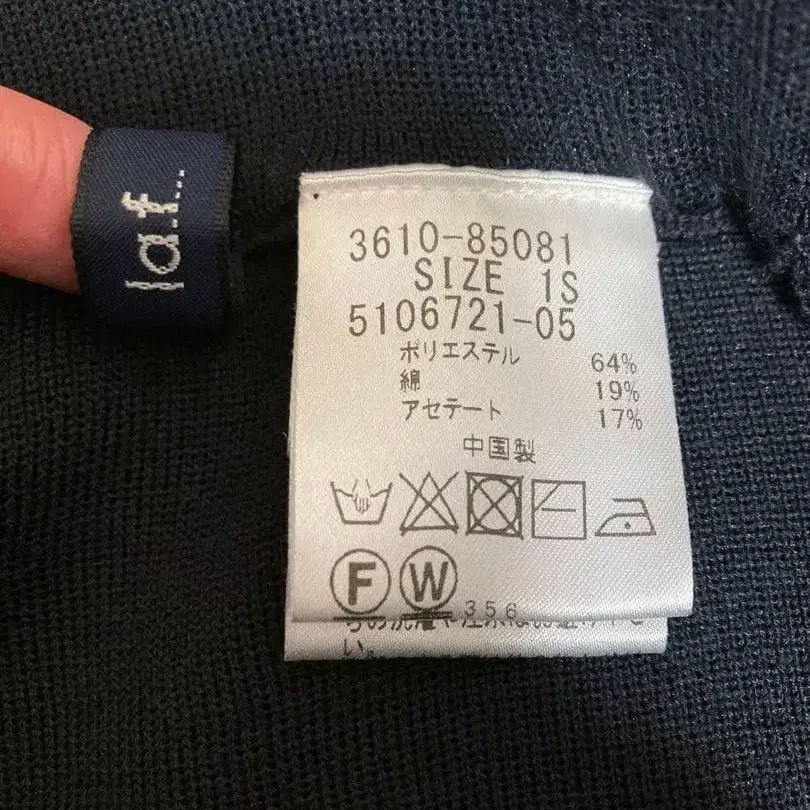 la.f...
3610-85081
SIZE 1S
5106721-05
ポリエステル 64%
綿 19%
アセテート 17%
中国製
F W
356
い。